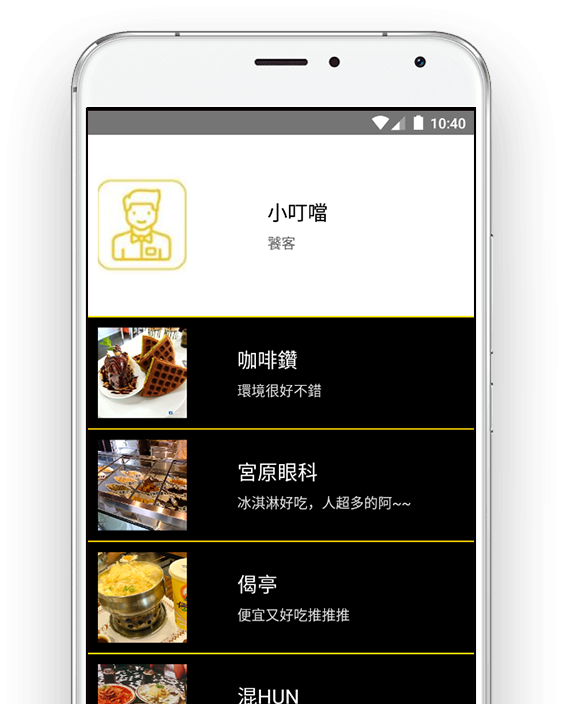 10:40
小叮噹
饕客
咖啡鑽
環境很好不錯
宮原眼科
冰淇淋好吃，人超多的阿~~
偈亭
便宜又好吃推推推
混HUN